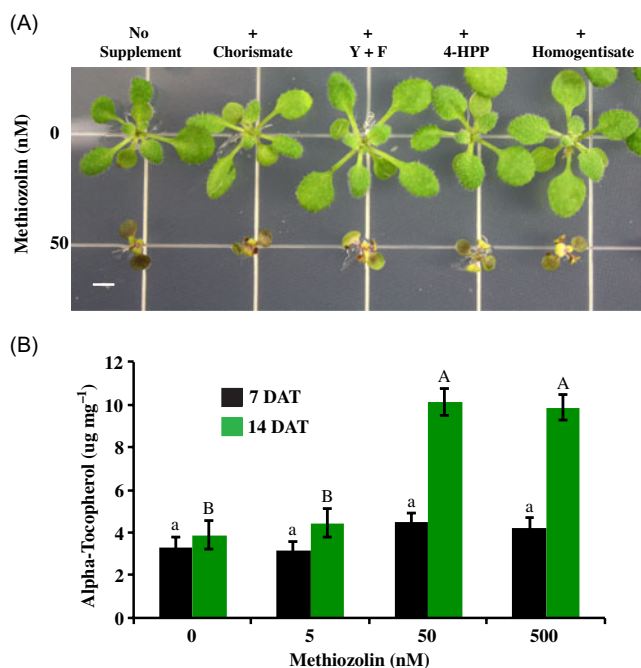 (A)
No Supplement
+ Chorismate
+ Y + F
+ 4-HPP
+ Homogentisate
Methiozolin (nM)
0
50
(B)
Alpha-Tocopherol (ug mg⁻¹)
12
10
8
6
4
2
0
7 DAT
14 DAT
a
B
a
B
a
A
a
A
0
5
50
500
Methiozolin (nM)